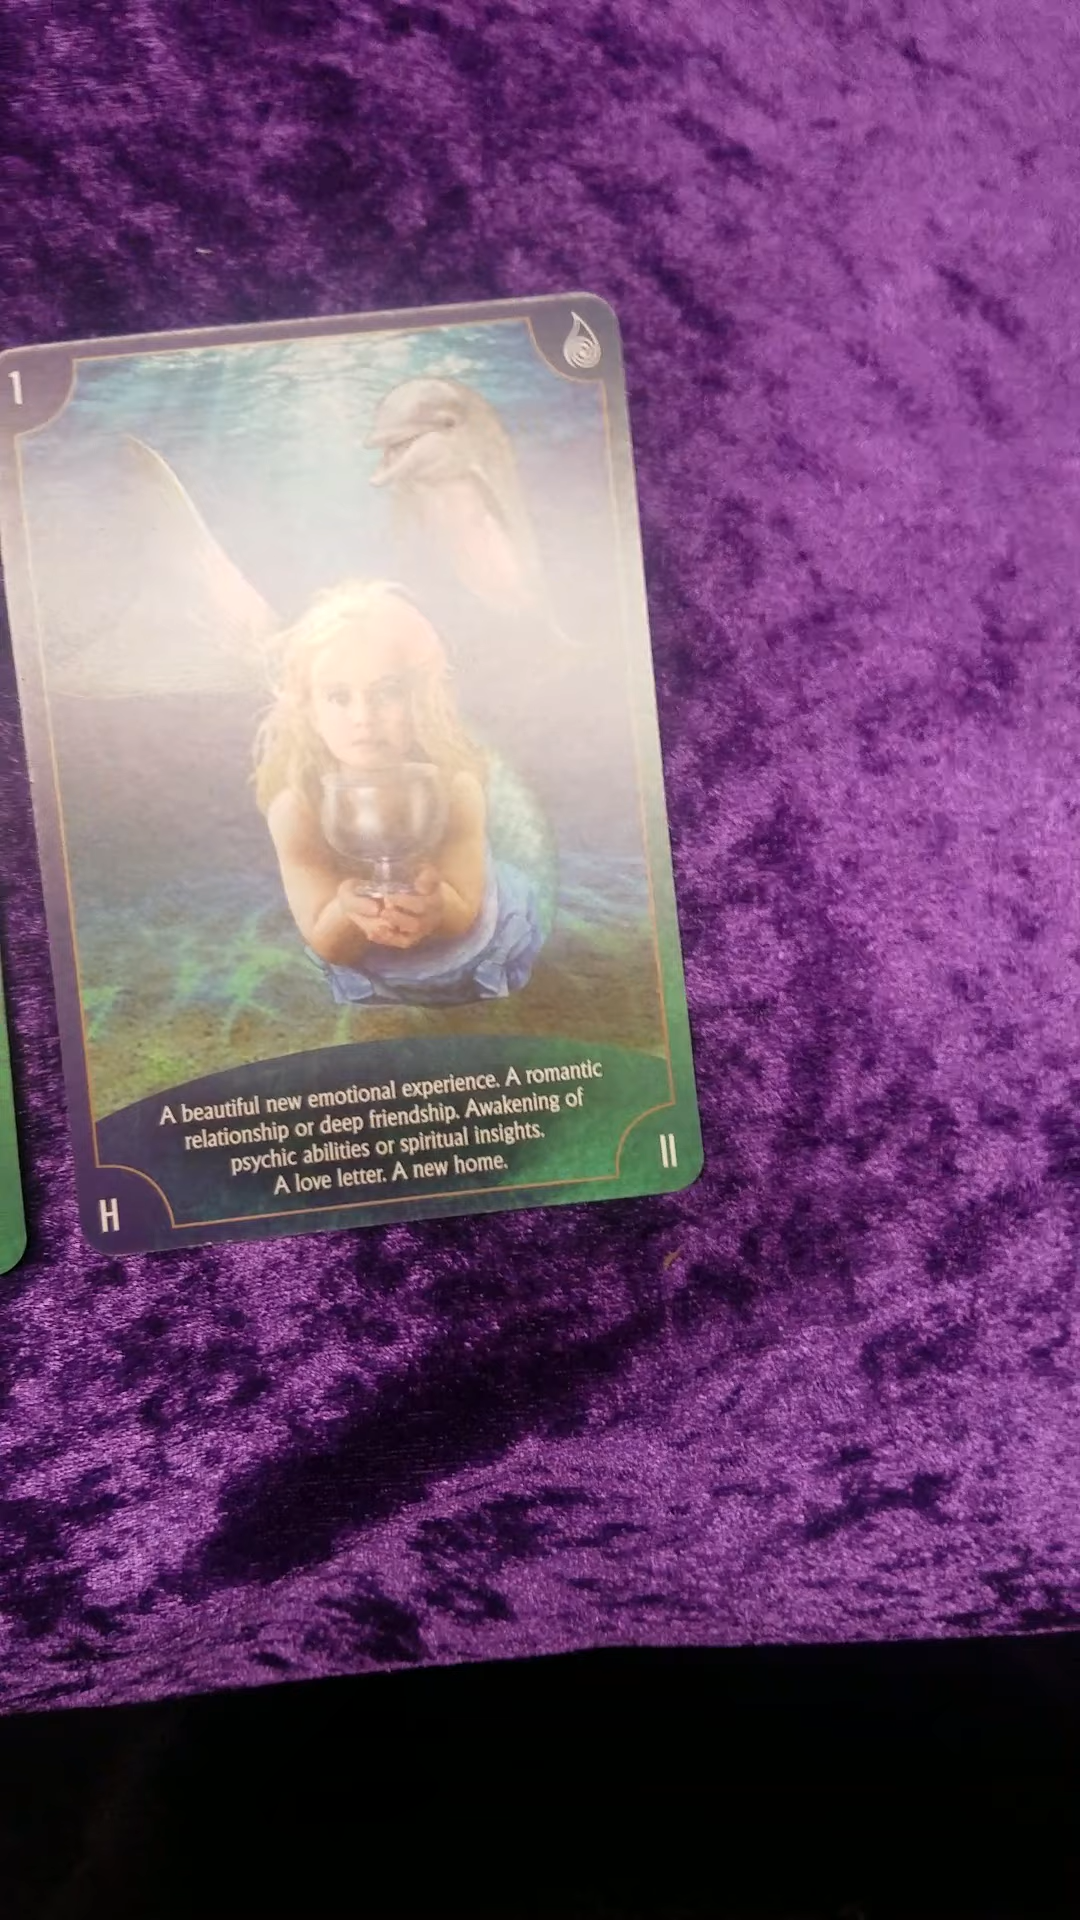 1
A beautiful new emotional experience. A romantic
relationship or deep friendship. Awakening of
psychic abilities or spiritual insights.
A love letter. A new home.
H